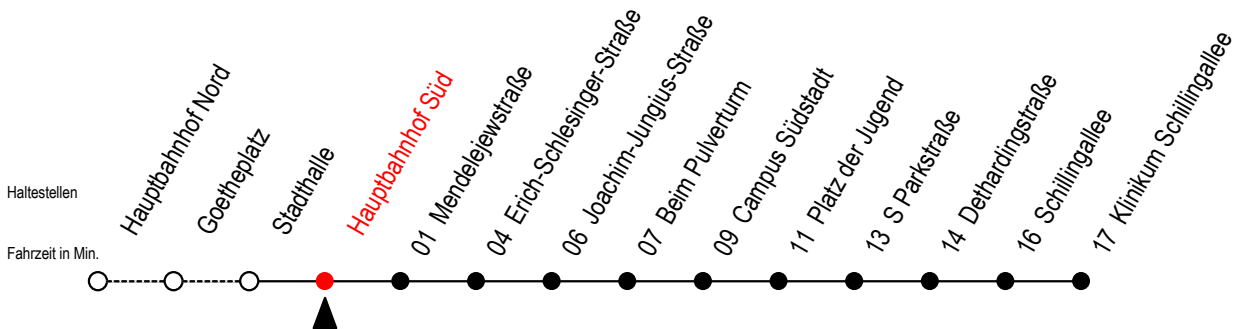 Haltestellen
Fahrzeit in Min.
Hauptbahnhof Nord
Goetheplatz
Stadthalle
Hauptbahnhof Süd
01 Mendelejewstraße
04 Erich-Schlesinger-Straße
06 Joachim-Jungius-Straße
07 Beim Pulverturm
09 Campus Südstadt
11 Platz der Jugend
13 S Parkstraße
14 Dethardingstraße
16 Schillingallee
17 Klinikum Schillingallee